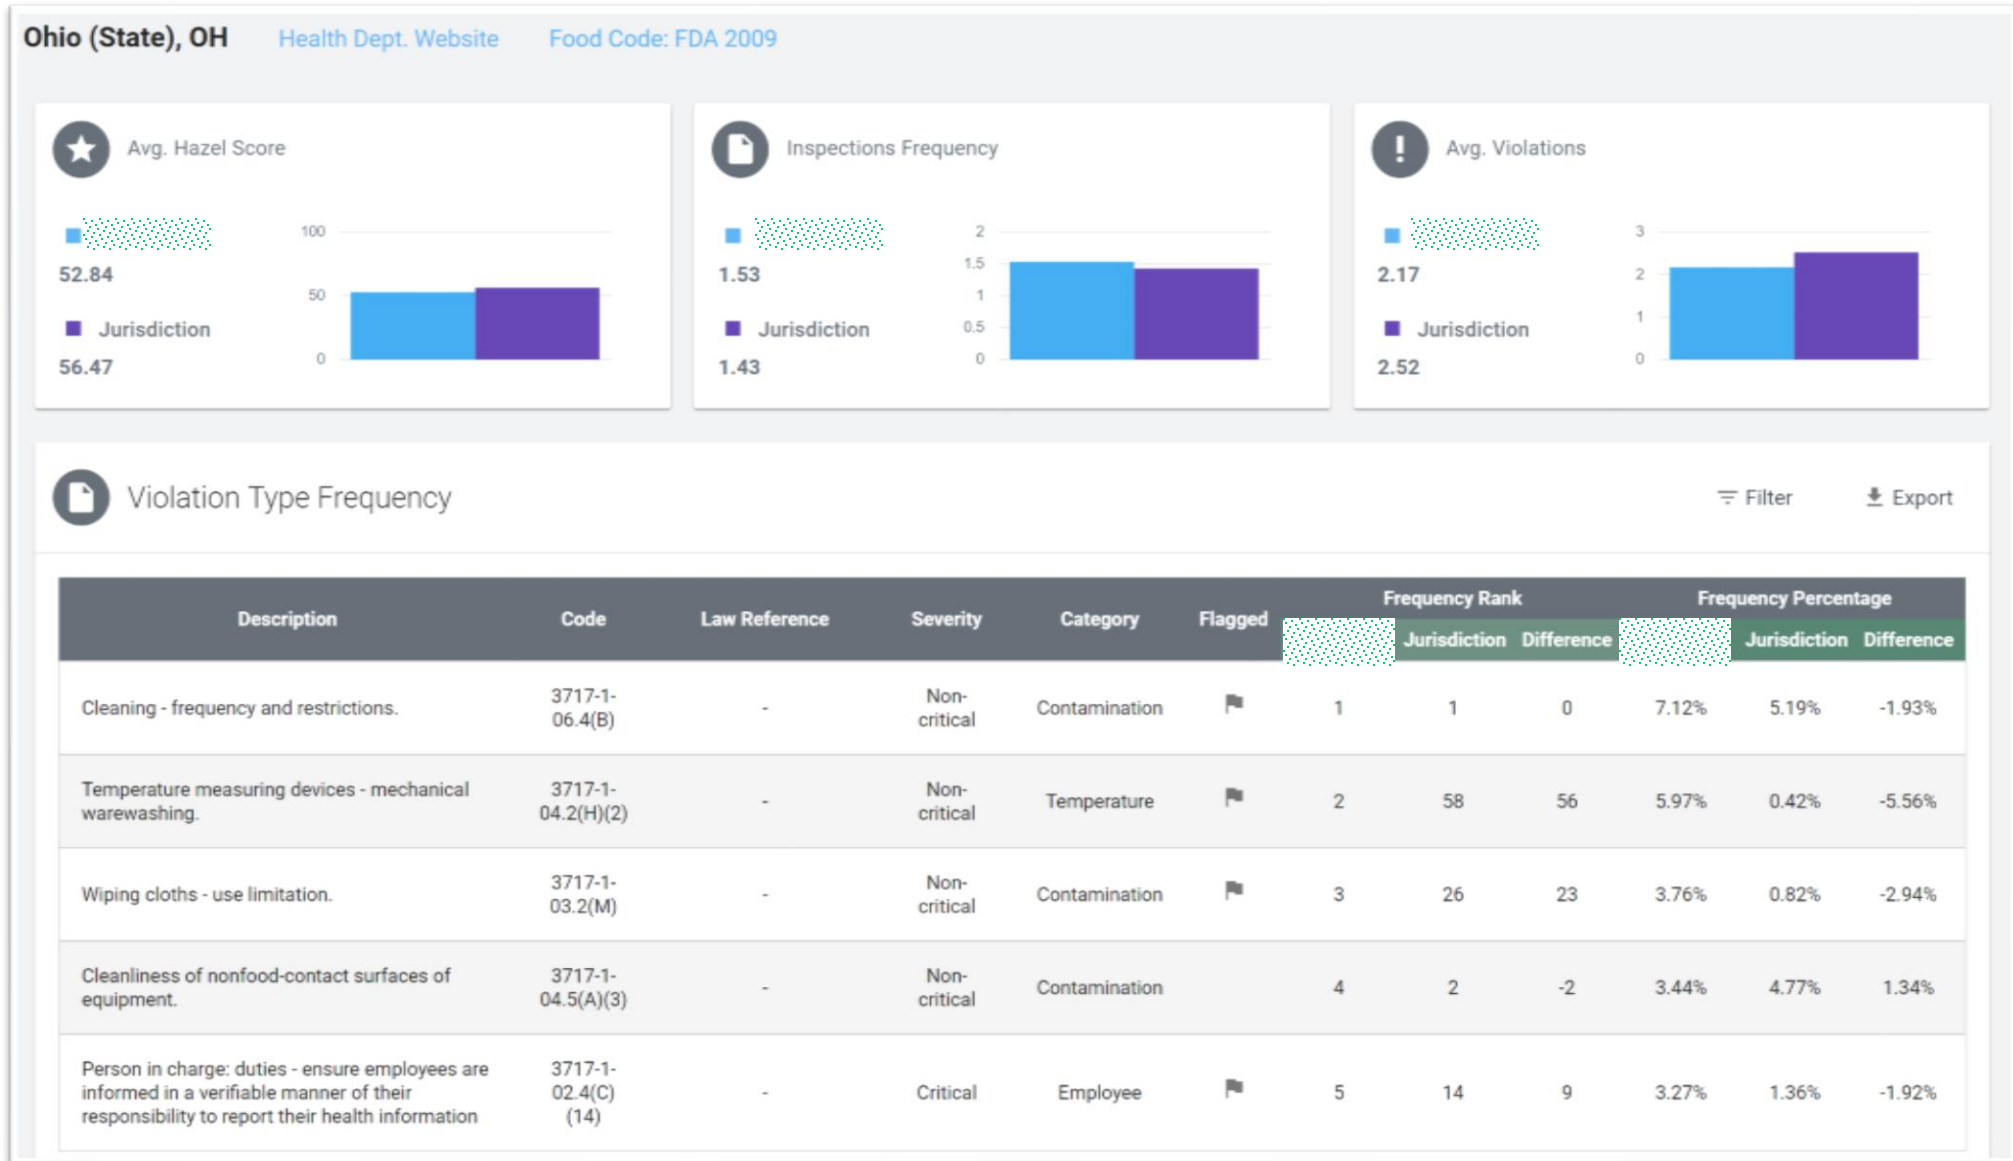 Ohio (State), OH Health Dept. Website Food Code: FDA 2009
Avg. Hazel Score
52.84
Jurisdiction
56.47
100
50
0
Inspections Frequency
1.53
Jurisdiction
1.43
2
1.5
1
0.5
0
Avg. Violations
2.17
Jurisdiction
2.52
3
2
1
0
Violation Type Frequency
Filter Export
Description Code Law Reference Severity Category Flagged Frequency Rank Frequency Percentage
Jurisdiction Difference Jurisdiction Difference
Cleaning - frequency and restrictions. 
3717-1-
06.4(B)
-
Non-
critical
Contamination 1 1 0 7.12% 5.19% -1.93%
Temperature measuring devices - mechanical
warewashing.
3717-1-
04.2(H)(2)
-
Non-
critical
Temperature 2 58 56 5.97% 0.42% -5.56%
Wiping cloths - use limitation.
3717-1-
03.2(M)
-
Non-
critical
Contamination 3 26 23 3.76% 0.82% -2.94%
Cleanliness of nonfood-contact surfaces of
equipment.
3717-1-
04.5(A)(3)
-
Non-
critical
Contamination 4 2 -2 3.44% 4.77% 1.34%
Person in charge: duties - ensure employees are
informed in a verifiable manner of their
responsibility to report their health information
3717-1-
02.4(C)
(14)
-
Critical
Employee 5 14 9 3.27% 1.36% -1.92%